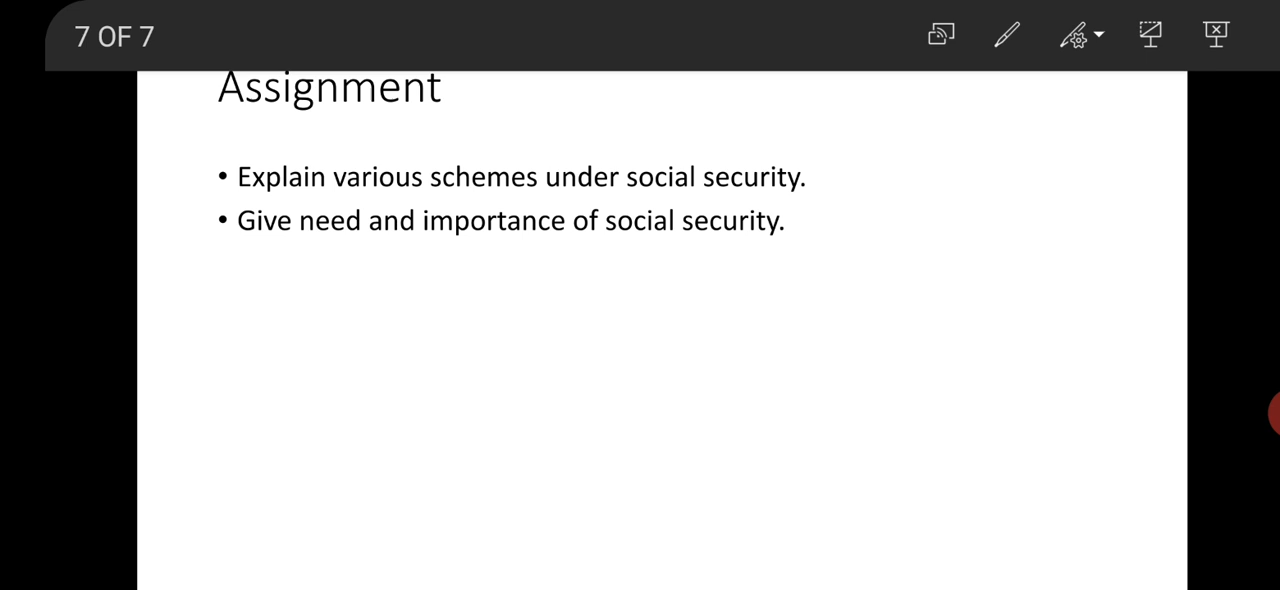 7 OF 7
Assignment
• Explain various schemes under social security.
• Give need and importance of social security.